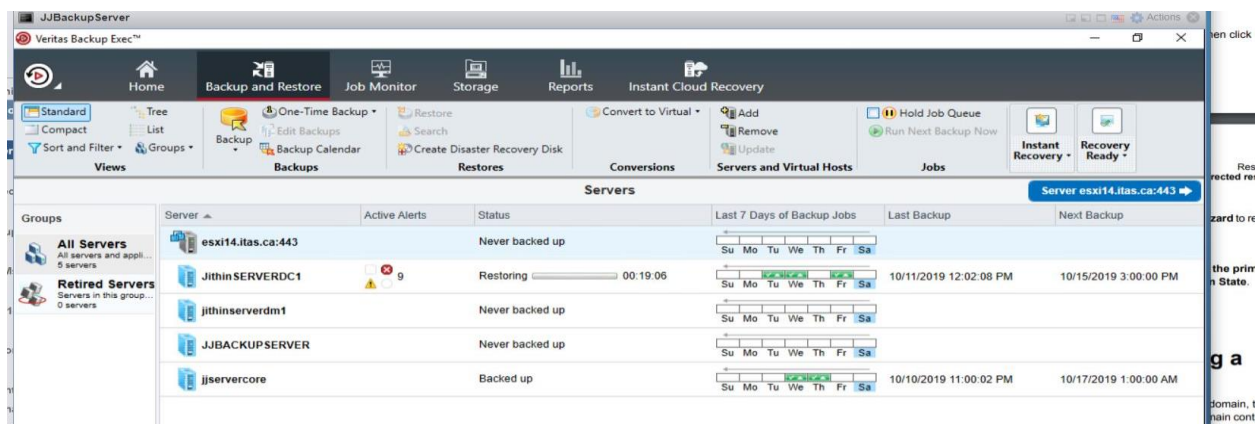 JJBackupServer
Actions
Veritas Backup Exec™
Home
Backup and Restore
Job Monitor
Storage
Reports
Instant Cloud Recovery
Standard
Tree
Compact
List
Sort and Filter
Groups
Views
Backup
One-Time Backup
Edit Backups
Backup Calendar
Backups
Restore
Search
Create Disaster Recovery Disk
Restores
Convert to Virtual
Conversions
Add
Remove
Update
Servers and Virtual Hosts
Hold Job Queue
Run Next Backup Now
Jobs
Instant Recovery
Recovery Ready
Servers
Server esxi14.itas.ca:443
Groups
All Servers
All servers and appli...
5 servers
Retired Servers
Servers in this group...
0 servers
Server Active Alerts Status Last 7 Days of Backup Jobs Last Backup Next Backup
esxi14.itas.ca:443 Never backed up
Su Mo Tu We Th Fr Sa
JithinSERVERDC1 9 Restoring 00:19:06 10/11/2019 12:02:08 PM 10/15/2019 3:00:00 PM
Su Mo Tu We Th Fr Sa
jithinserverdm1 Never backed up
Su Mo Tu We Th Fr Sa
JJBACKUPSERVER Never backed up
Su Mo Tu We Th Fr Sa
jjservercore Backed up 10/10/2019 11:00:02 PM 10/17/2019 1:00:00 AM
Su Mo Tu We Th Fr Sa
en click
Res
rected re
zard to re
the prim
n State.
g a
domain, t
main cont